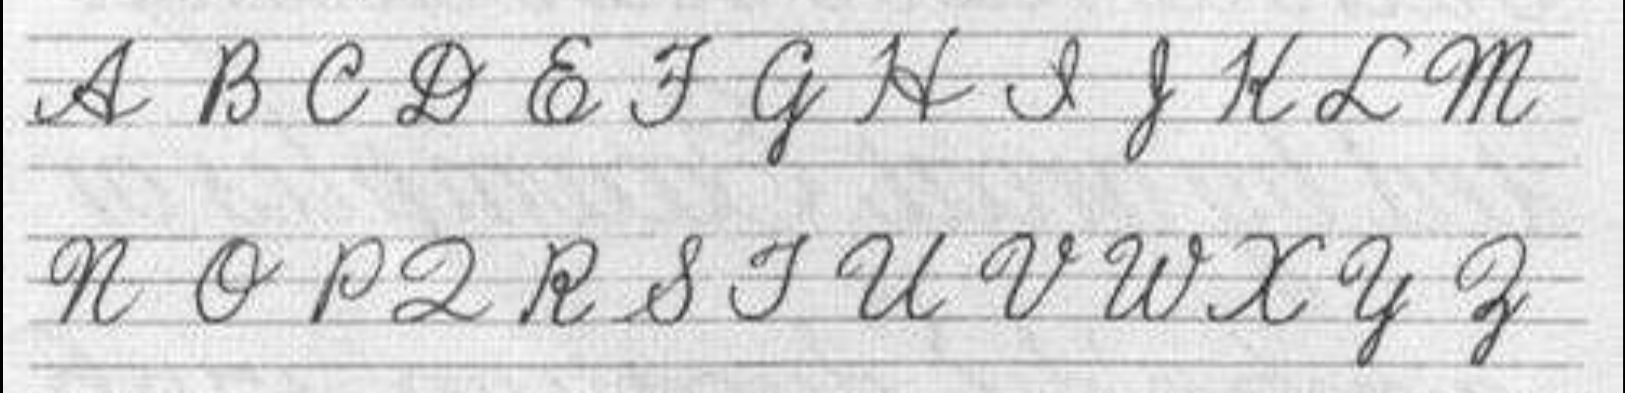 A B C D E F G H I J K L M
N O P Q R S T U V W X Y Z